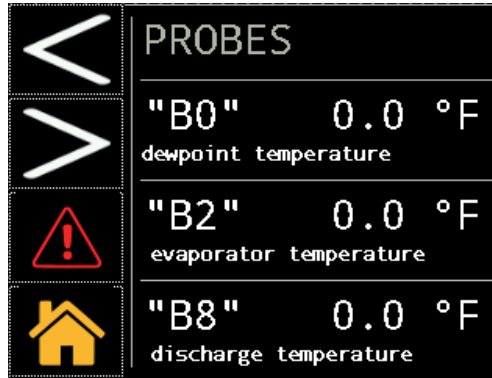 PROBES
"B0" 0.0 °F
dewpoint temperature
"B2" 0.0 °F
evaporator temperature
"B8" 0.0 °F
discharge temperature